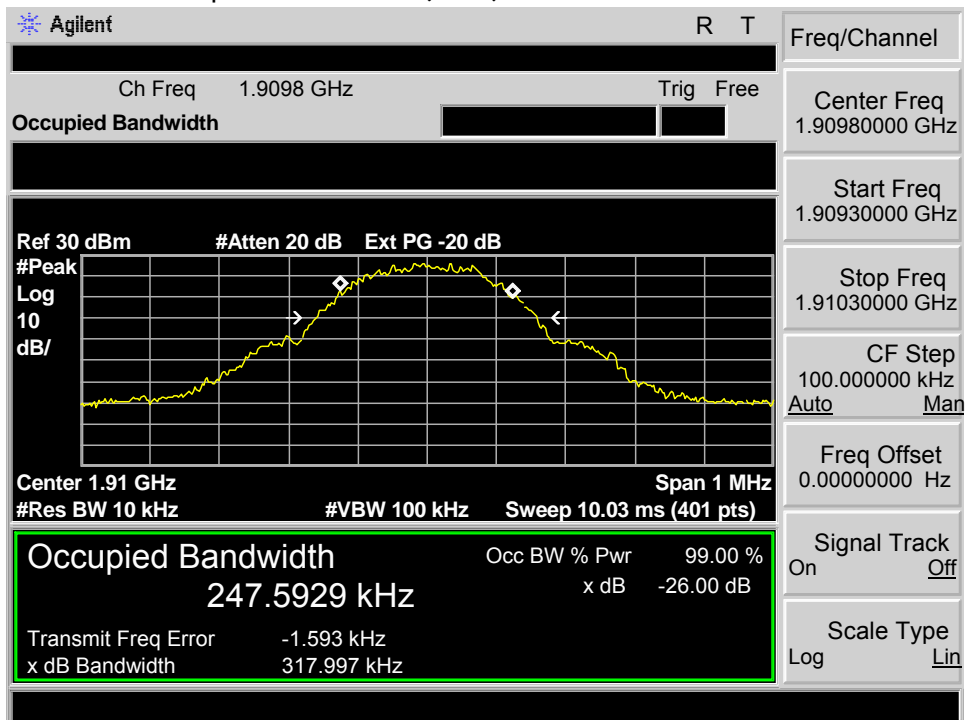 Agilent R T
Ch Freq 1.9098 GHz Trig Free
Occupied Bandwidth
Ref 30 dBm #Atten 20 dB Ext PG -20 dB
#Peak
Log
10
dB/
Center 1.91 GHz Span 1 MHz
#Res BW 10 kHz #VBW 100 kHz Sweep 10.03 ms (401 pts)
Occupied Bandwidth Occ BW % Pwr 99.00 %
247.5929 kHz x dB -26.00 dB
Transmit Freq Error -1.593 kHz
x dB Bandwidth 317.997 kHz
Freq/Channel
Center Freq
1.90980000 GHz
Start Freq
1.90930000 GHz
Stop Freq
1.91030000 GHz
CF Step
100.000000 kHz
Auto Man
Freq Offset
0.00000000 Hz
Signal Track
On Off
Scale Type
Log Lin